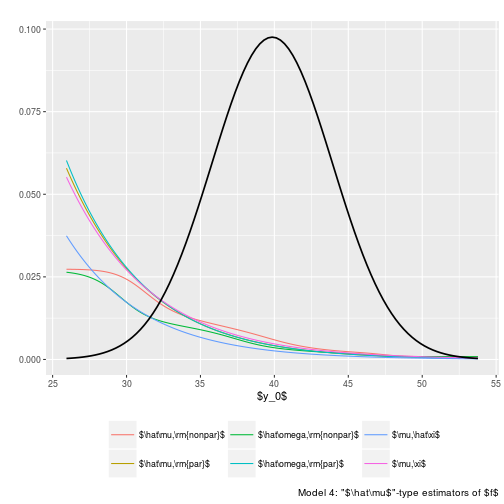 0.100
0.075
0.050
0.025
0.000
25 30 35 40 45 50 55
$y_0$
$\hat\mu,\rm{nonpar}$ $\hat\omega,\rm{nonpar}$ $\mu,\hat\xi$
$\hat\mu,\rm{par}$ $\hat\omega,\rm{par}$ $\mu,\xi$
Model 4: "$\hat\mu$"-type estimators of $f$